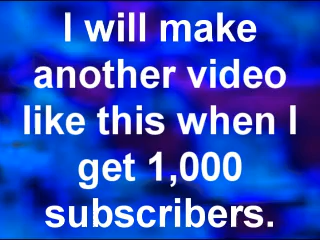 I will make
another video
like this when I
get 1,000
subscribers.